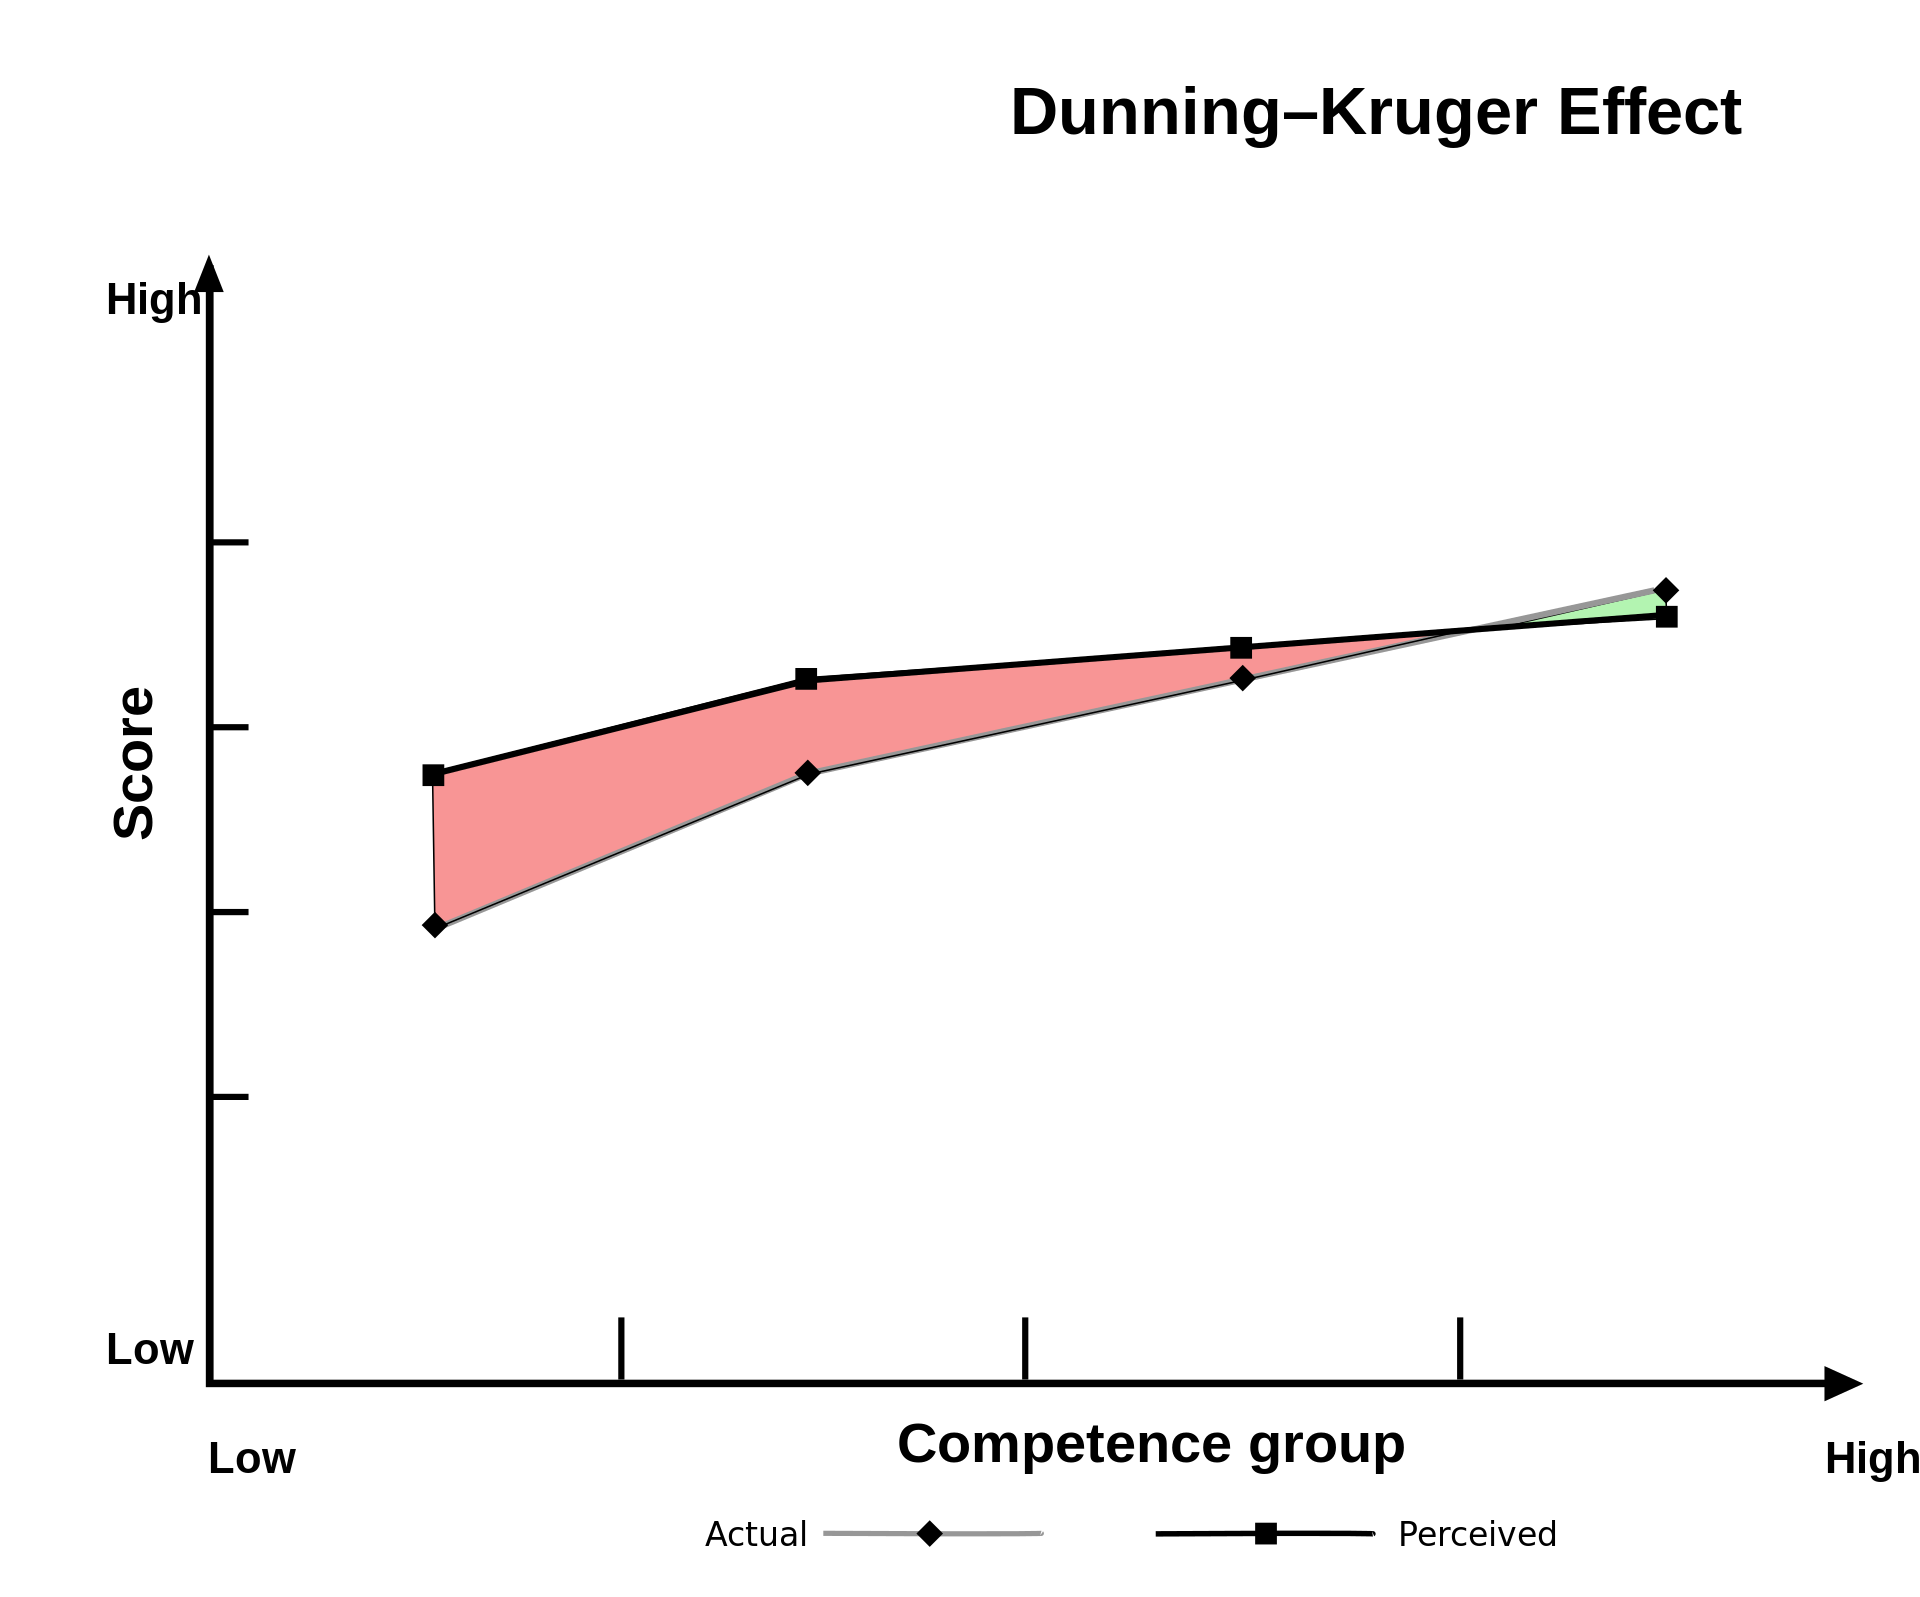 Dunning–Kruger Effect
High
Score
Low
Low
Competence group
High
Actual
Perceived